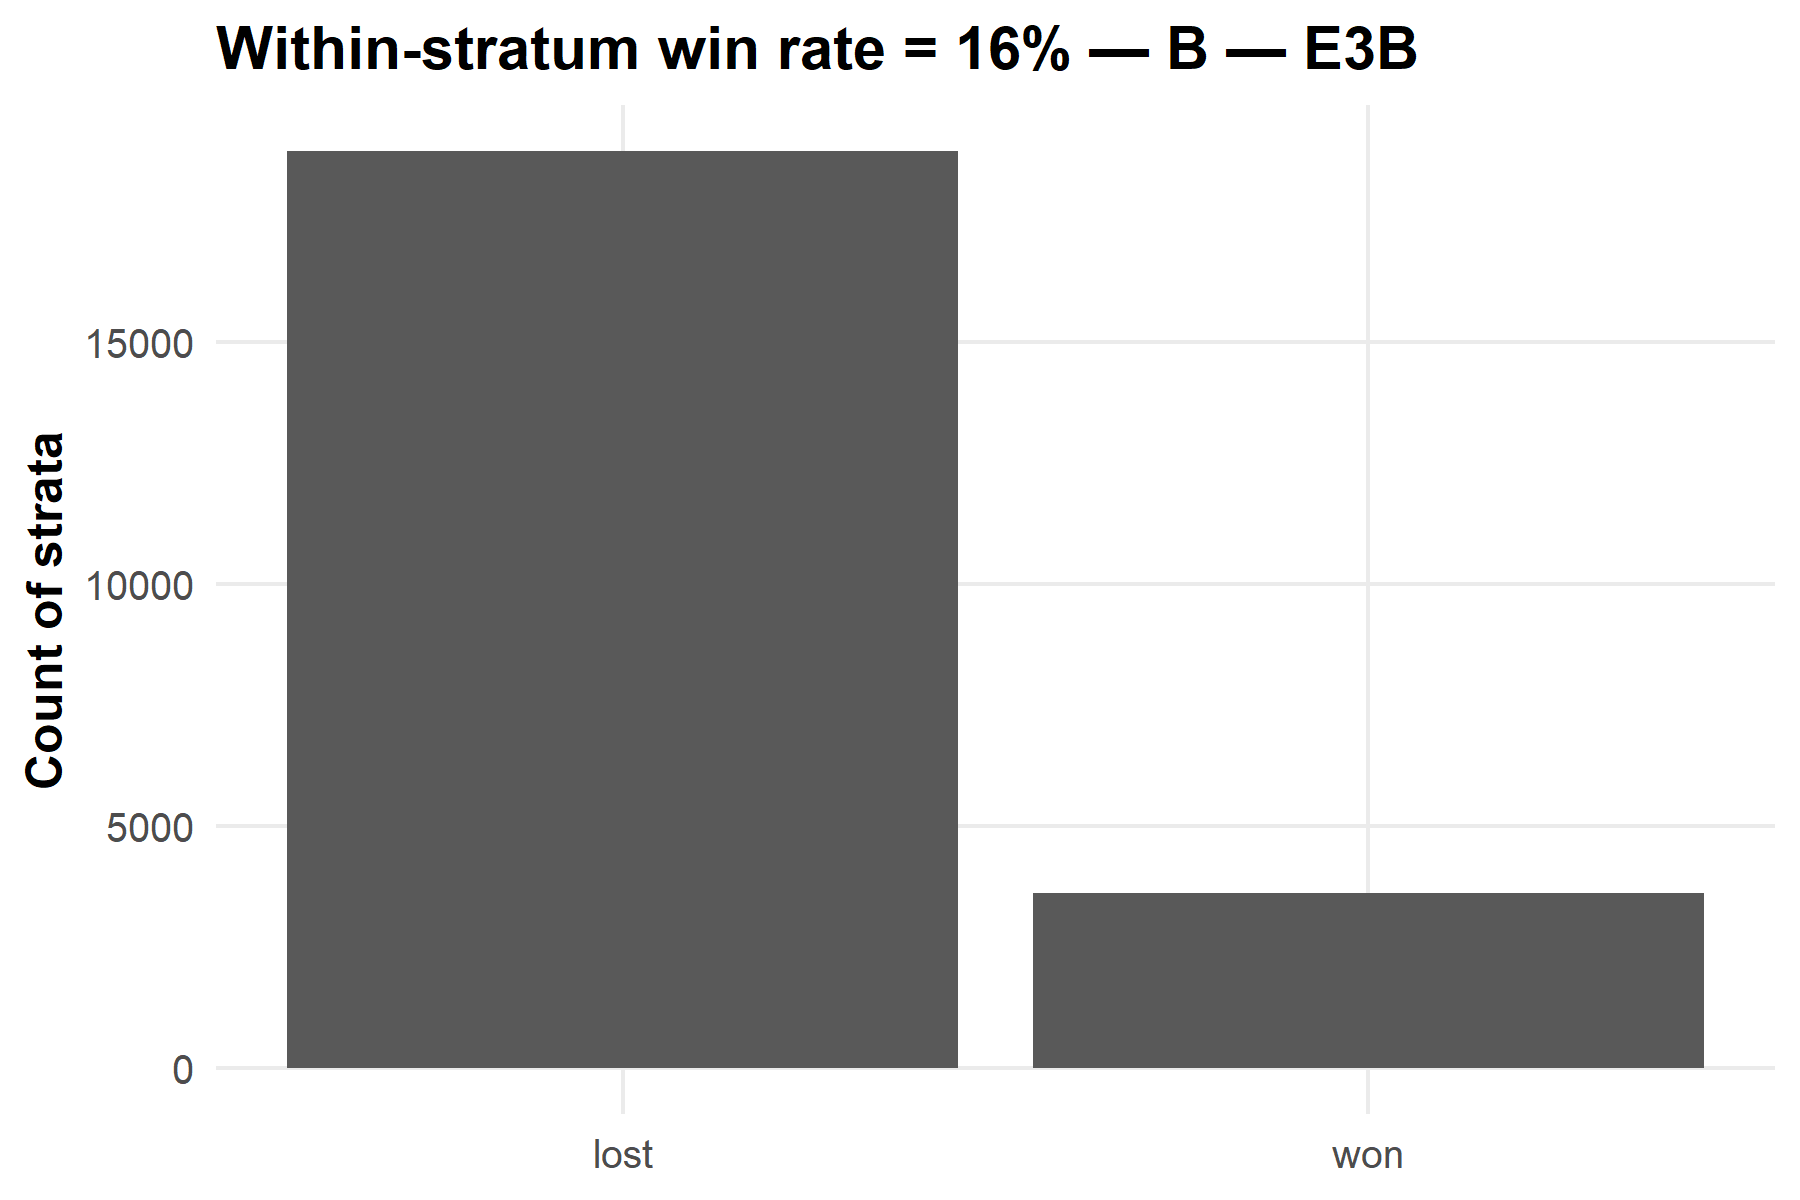 Within-stratum win rate = 16% — B — E3B
Count of strata
15000
10000
5000
0
lost
won